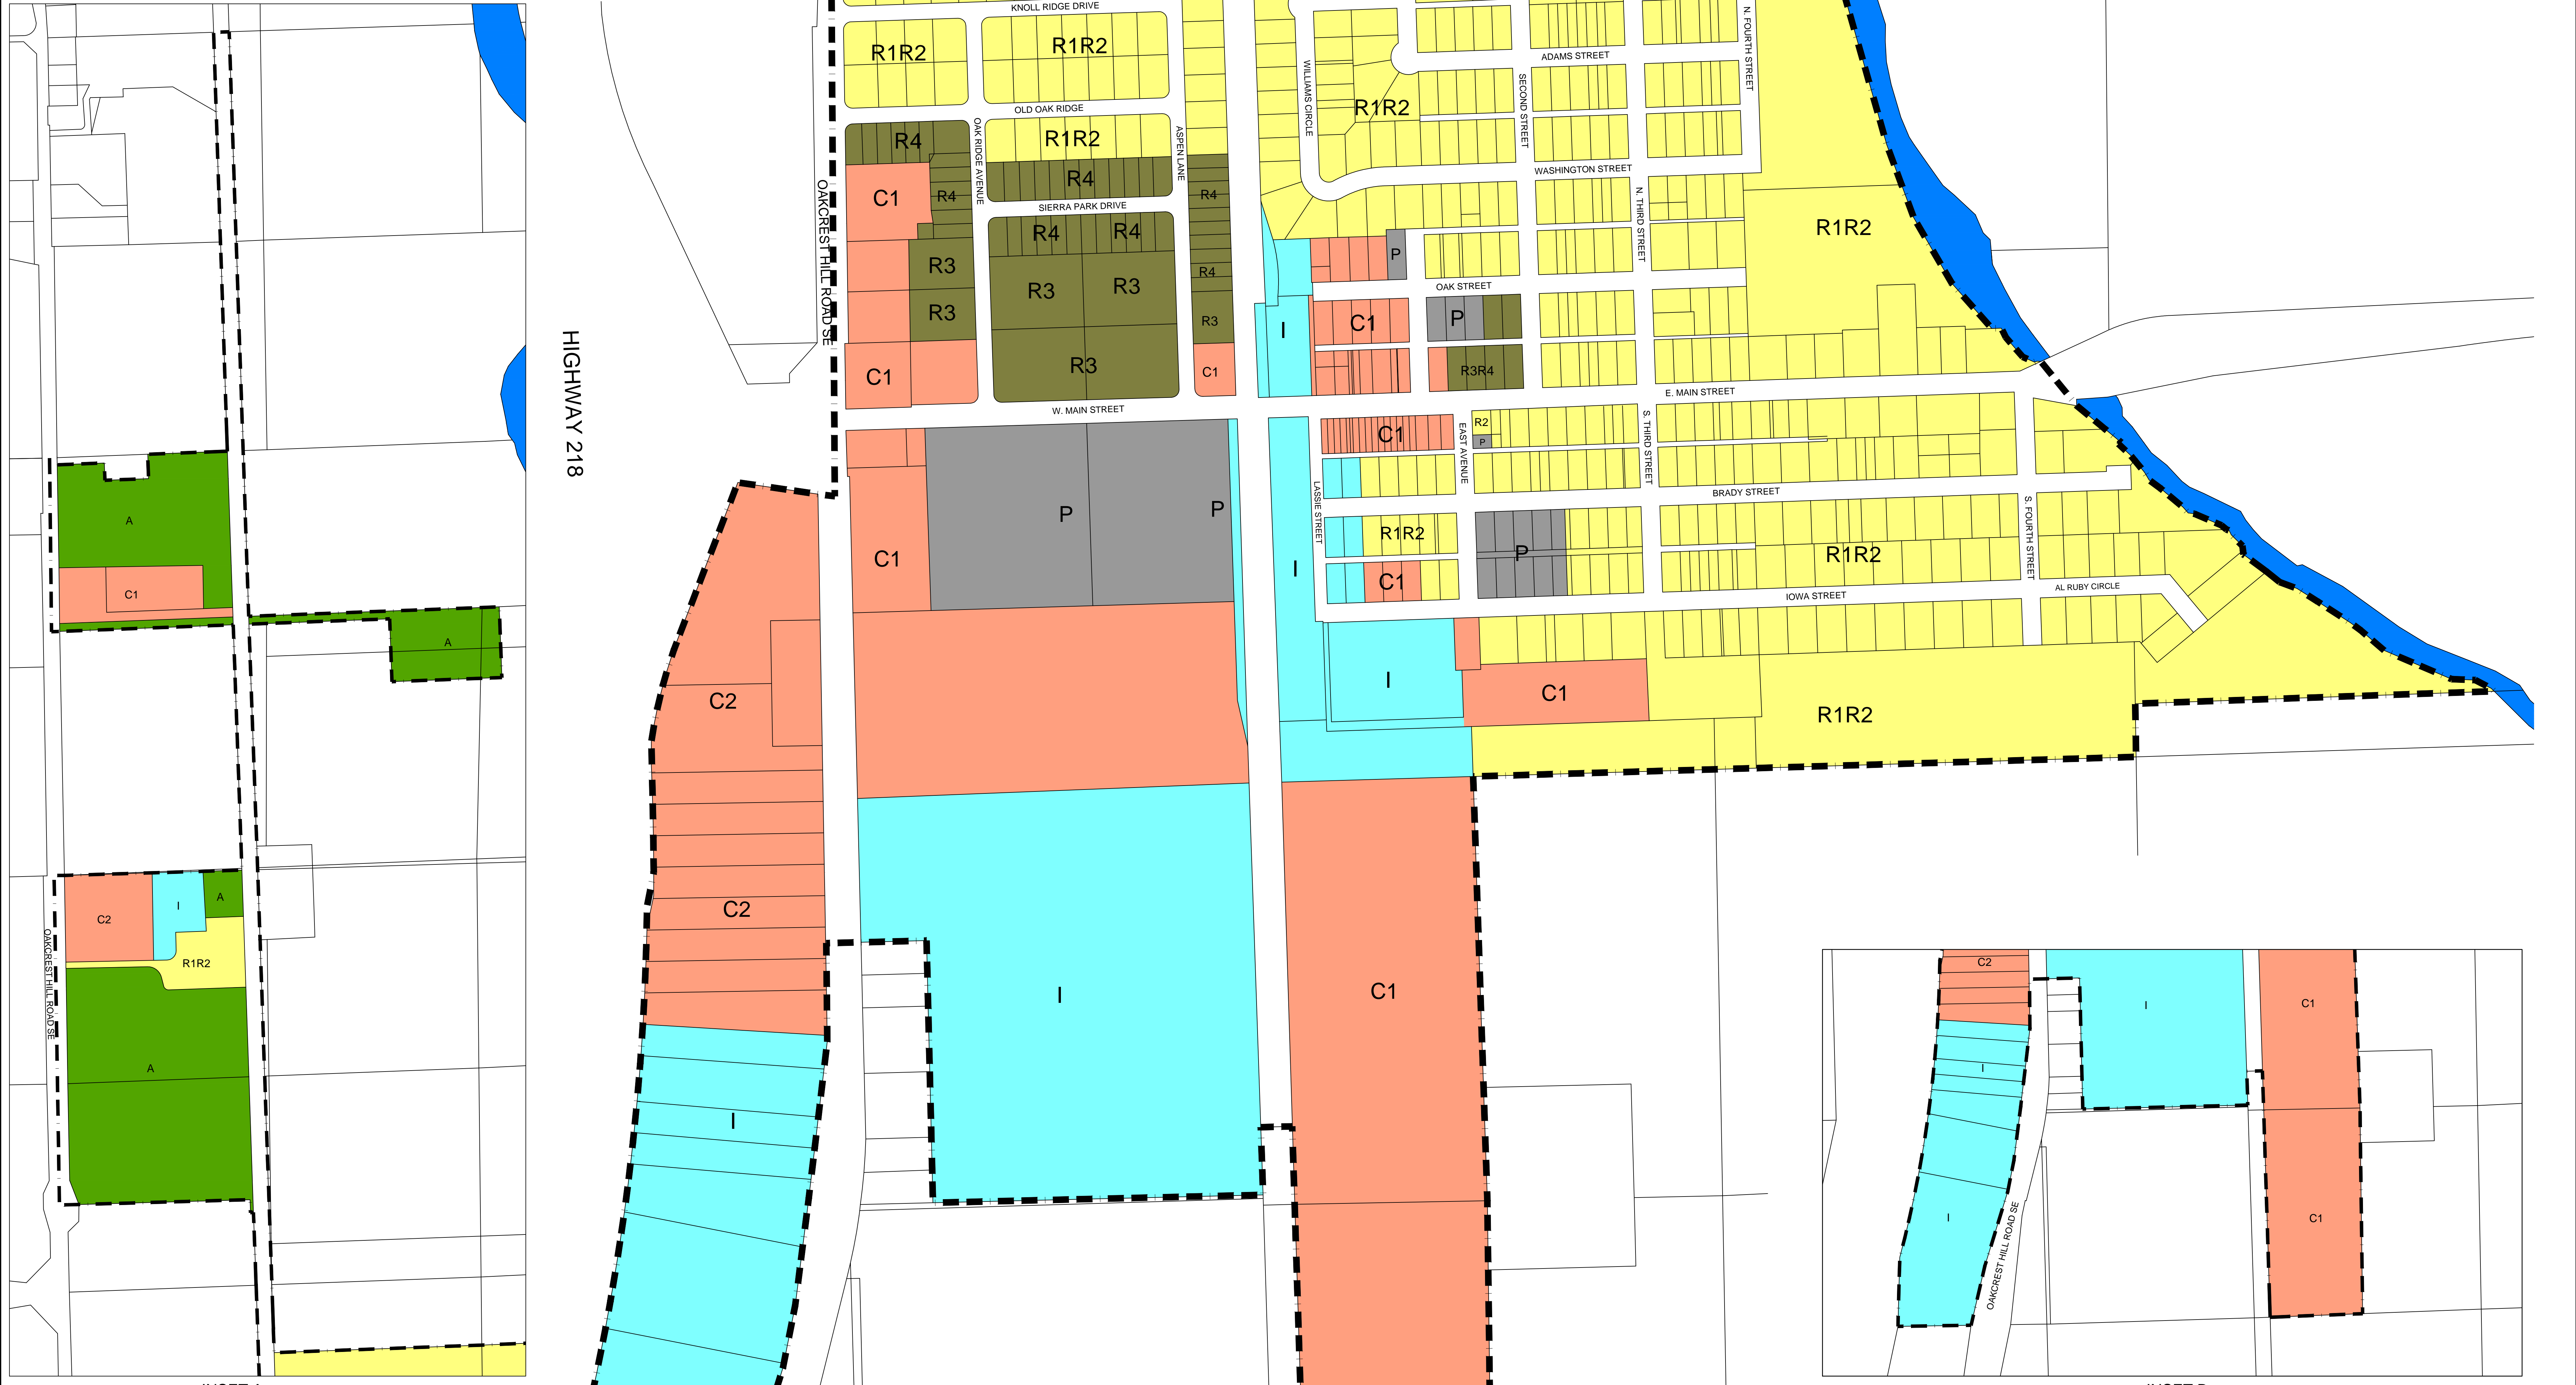 KNOLL RIDGE DRIVE
R1R2
R1R2
OLD OAK RIDGE
R4
R1R2
OAK RIDGE AVENUE
ASPEN LANE
C1
R4
R4
R4
SIERRA PARK DRIVE
R4
R4
R3
R3
R3
R4
R3
R3
R3
C1
C1
OAKCREST HILL ROAD SE
HIGHWAY 218
W. MAIN STREET
WILLIAMS CIRCLE
R1R2
ADAMS STREET
SECOND STREET
N. FOURTH STREET
WASHINGTON STREET
N. THIRD STREET
R1R2
P
OAK STREET
I
C1
P
R3R4
E. MAIN STREET
C1
R2
P
EAST AVENUE
S. THIRD STREET
LASSIE STREET
BRADY STREET
S. FOURTH STREET
R1R2
P
R1R2
C1
IOWA STREET
AL RUBY CIRCLE
I
I
C1
R1R2
C1
P
P
C2
C2
I
I
C1
A
C1
A
C2
I
A
R1R2
OAKCREST HILL ROAD SE
A
C2
I
C1
I
I
C1
OAKCREST HILL ROAD SE